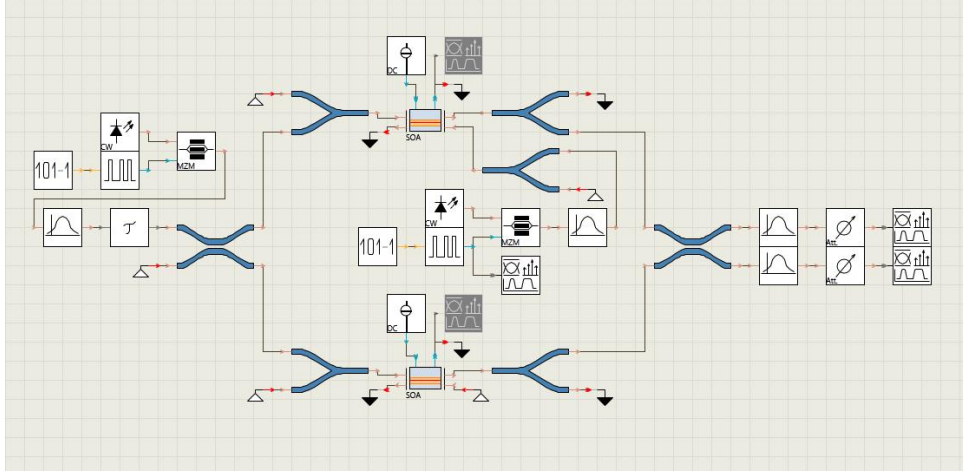 DC
SOA
CW
MZM
101-1
τ
CW
MZM
101-1
Att.
Att.
DC
SOA